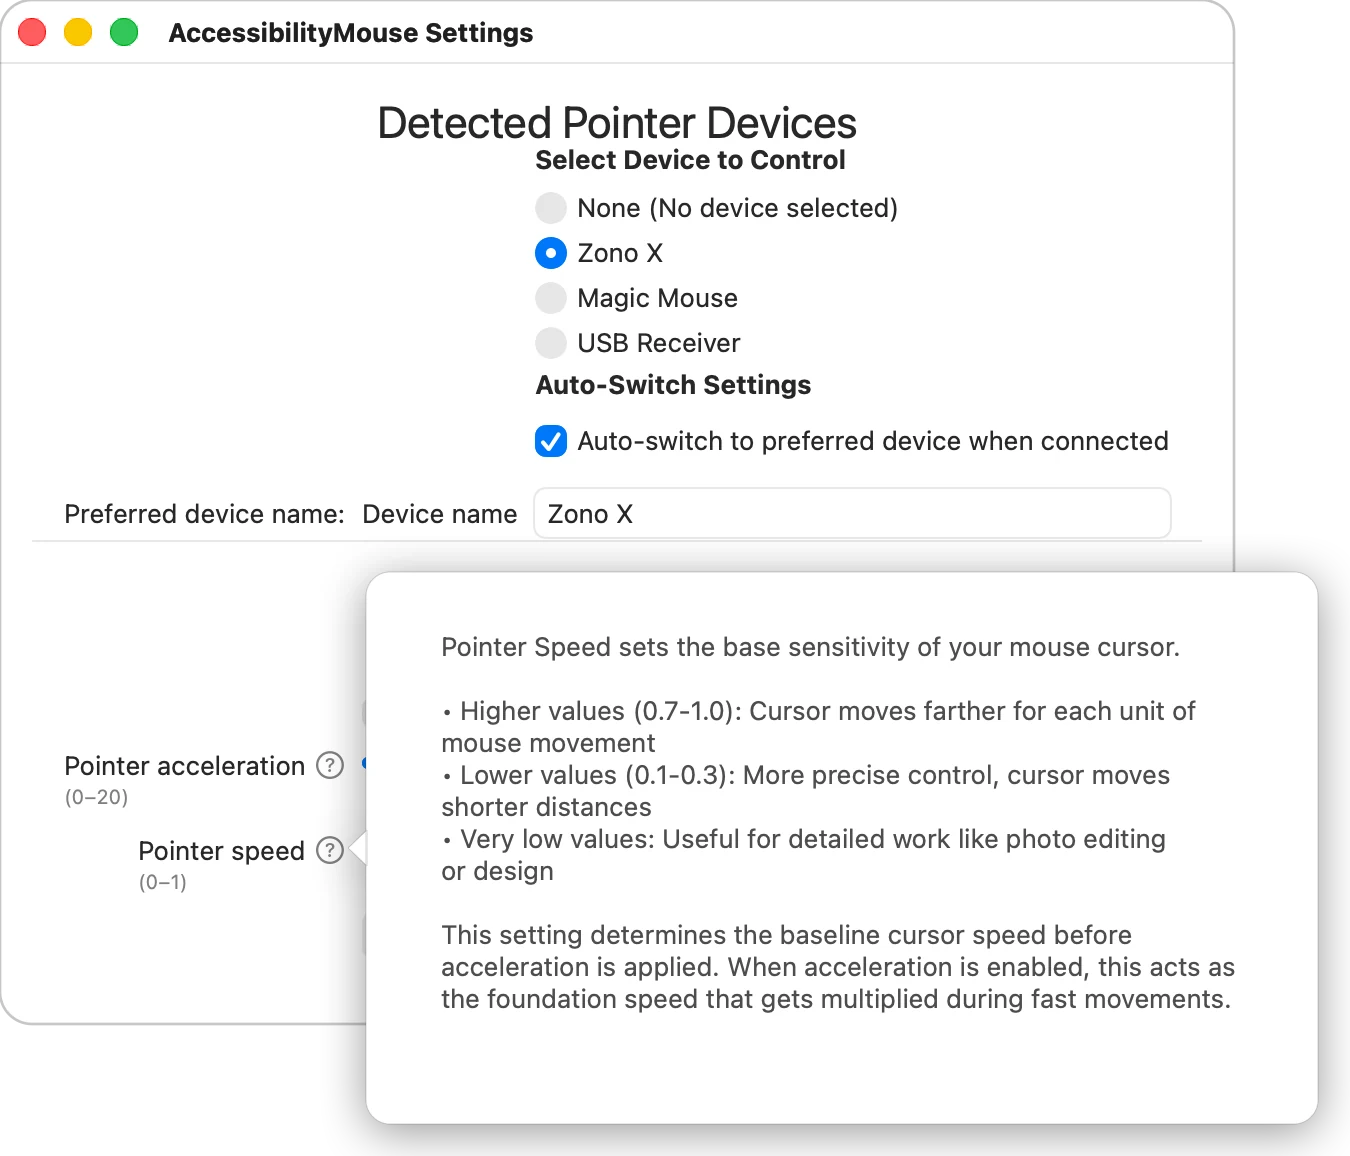 AccessibilityMouse Settings
Detected Pointer Devices
Select Device to Control
None (No device selected)
Zono X
Magic Mouse
USB Receiver
Auto-Switch Settings
Auto-switch to preferred device when connected
Preferred device name: Device name Zono X
Pointer acceleration ?
(0–20)
Pointer speed ?
(0–1)
Pointer Speed sets the base sensitivity of your mouse cursor.
• Higher values (0.7-1.0): Cursor moves farther for each unit of
mouse movement
• Lower values (0.1-0.3): More precise control, cursor moves
shorter distances
• Very low values: Useful for detailed work like photo editing
or design
This setting determines the baseline cursor speed before
acceleration is applied. When acceleration is enabled, this acts as
the foundation speed that gets multiplied during fast movements.